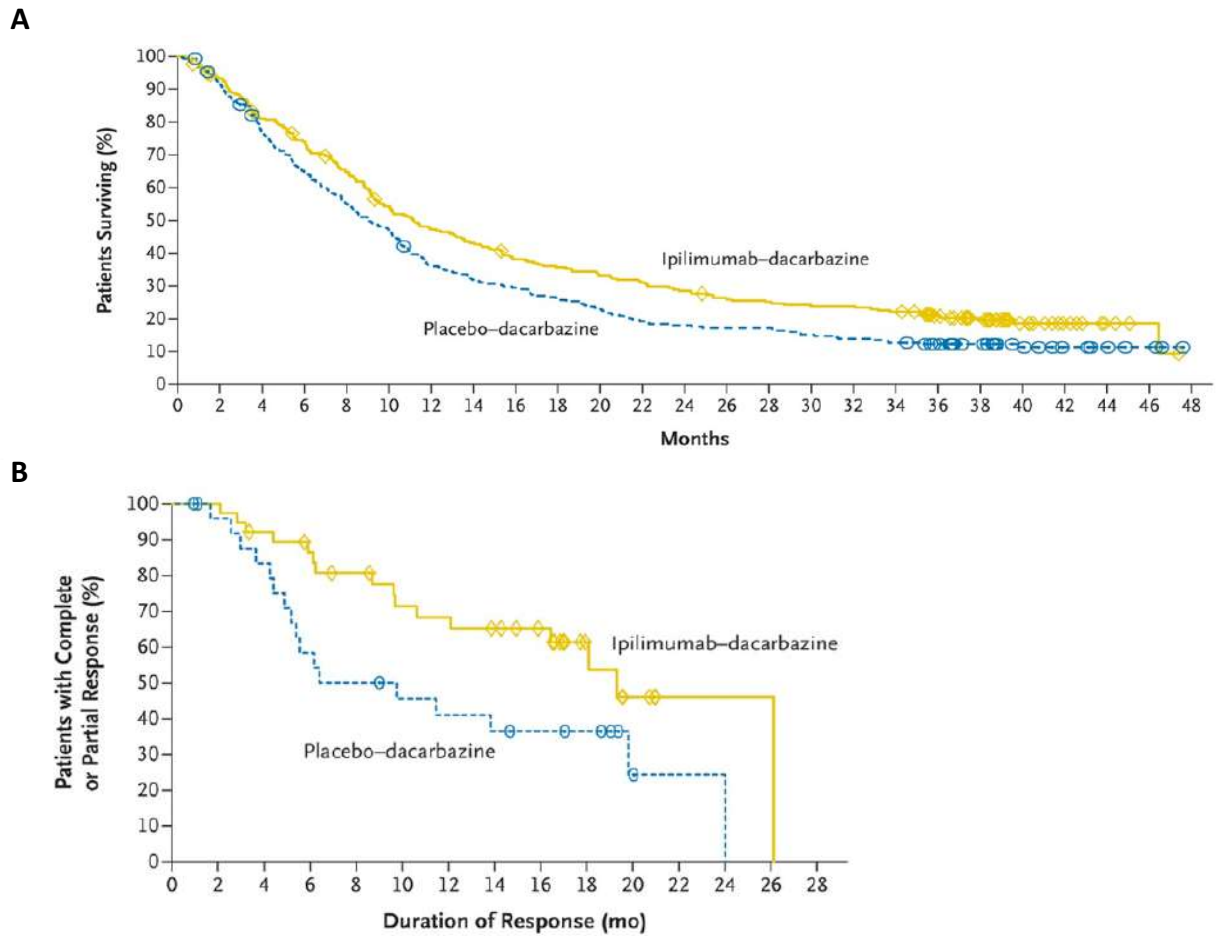 A
100
90
80
70
60
50
40
30
20
10
0
Patients Surviving (%)
Ipilimumab–dacarbazine
Placebo–dacarbazine
0 2 4 6 8 10 12 14 16 18 20 22 24 26 28 30 32 34 36 38 40 42 44 46 48
Months
B
100
90
80
70
60
50
40
30
20
10
0
Patients with Complete
or Partial Response (%)
Ipilimumab–dacarbazine
Placebo–dacarbazine
0 2 4 6 8 10 12 14 16 18 20 22 24 26 28
Duration of Response (mo)